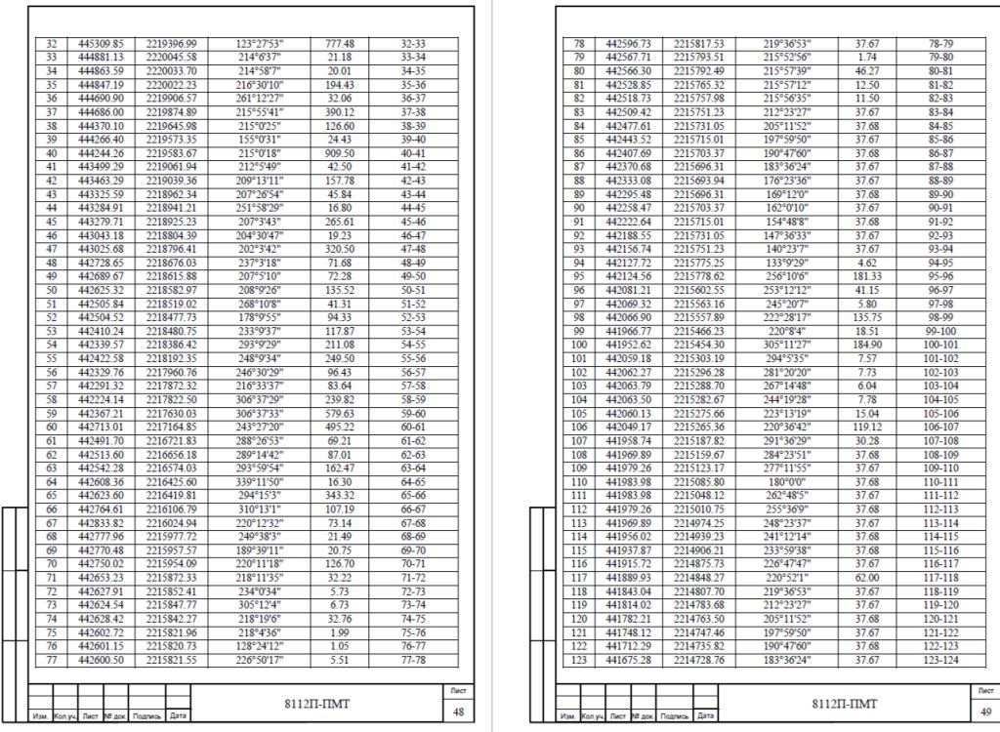 32 445309.85 2219396.99 123°27'53" 777.48 32-33
33 444881.13 2220045.58 214°6'37" 21.18 33-34
34 444863.59 2220033.70 214°58'7" 20.01 34-35
35 444847.19 2220022.23 216°30'10" 194.43 35-36
36 444690.90 2219906.57 261°12'27" 32.06 36-37
37 444686.00 2219874.89 215°55'41" 390.12 37-38
38 444370.10 2219645.98 215°0'25" 126.60 38-39
39 444266.40 2219573.35 155°0'31" 24.43 39-40
40 444244.26 2219583.67 215°0'18" 909.50 40-41
41 443499.29 2219061.94 212°5'49" 42.50 41-42
42 443463.29 2219039.36 209°13'11" 157.78 42-43
43 443325.59 2218962.34 207°26'54" 45.84 43-44
44 443284.91 2218941.21 251°58'29" 16.80 44-45
45 443279.71 2218925.23 207°3'43" 265.61 45-46
46 443043.18 2218804.39 204°30'47" 19.23 46-47
47 443025.68 2218796.41 202°3'42" 320.50 47-48
48 442728.65 2218676.03 237°3'18" 71.68 48-49
49 442689.67 2218615.88 207°5'10" 72.28 49-50
50 442625.32 2218582.97 208°9'26" 135.52 50-51
51 442505.84 2218519.02 268°10'8" 41.31 51-52
52 442504.52 2218477.73 178°9'55" 94.33 52-53
53 442410.24 2218480.75 233°9'37" 117.87 53-54
54 442339.57 2218386.42 293°9'29" 211.08 54-55
55 442422.58 2218192.35 248°9'34" 249.50 55-56
56 442329.76 2217960.76 246°30'29" 96.43 56-57
57 442291.32 2217872.32 216°33'37" 83.64 57-58
58 442224.14 2217822.50 306°37'29" 239.82 58-59
59 442367.21 2217630.03 306°37'33" 579.63 59-60
60 442713.01 2217164.85 243°27'20" 495.22 60-61
61 442491.70 2216721.83 288°26'53" 69.21 61-62
62 442513.60 2216656.18 289°14'42" 87.01 62-63
63 442542.28 2216574.03 293°59'54" 162.47 63-64
64 442608.36 2216425.60 339°11'50" 16.30 64-65
65 442623.60 2216419.81 294°15'3" 343.32 65-66
66 442764.61 2216106.79 310°13'1" 107.19 66-67
67 442833.82 2216024.94 220°12'32" 73.14 67-68
68 442777.96 2215977.72 249°38'3" 21.49 68-69
69 442770.48 2215957.57 189°39'11" 20.75 69-70
70 442750.02 2215954.09 220°11'18" 126.70 70-71
71 442653.23 2215872.33 218°11'35" 32.22 71-72
72 442627.91 2215852.41 234°0'34" 5.73 72-73
73 442624.54 2215847.77 305°12'4" 6.73 73-74
74 442628.42 2215842.27 218°19'6" 32.76 74-75
75 442602.72 2215821.96 218°4'36" 1.99 75-76
76 442601.15 2215820.73 128°24'12" 1.05 76-77
77 442600.50 2215821.55 226°50'17" 5.51 77-78
8112П-ПМТ
Лист
48
Изм. Кол.уч. Лист № док. Подпись Дата
78 442596.73 2215817.53 219°36'53" 37.67 78-79
79 442567.71 2215793.51 215°52'56" 1.74 79-80
80 442566.30 2215792.49 215°57'39" 46.27 80-81
81 442528.85 2215765.32 215°57'12" 12.50 81-82
82 442518.73 2215757.98 215°56'35" 11.50 82-83
83 442509.42 2215751.23 212°23'27" 37.67 83-84
84 442477.61 2215731.05 205°11'52" 37.68 84-85
85 442443.52 2215715.01 197°59'50" 37.67 85-86
86 442407.69 2215703.37 190°47'60" 37.68 86-87
87 442370.68 2215696.31 183°36'24" 37.67 87-88
88 442333.08 2215693.94 176°23'36" 37.67 88-89
89 442295.48 2215696.31 169°12'0" 37.68 89-90
90 442258.47 2215703.37 162°0'10" 37.67 90-91
91 442222.64 2215715.01 154°48'8" 37.68 91-92
92 442188.55 2215731.05 147°36'33" 37.67 92-93
93 442156.74 2215751.23 140°23'7" 37.67 93-94
94 442127.72 2215775.25 133°9'29" 4.62 94-95
95 442124.56 2215778.62 256°10'6" 181.33 95-96
96 442081.21 2215602.55 253°12'12" 41.15 96-97
97 442069.32 2215563.16 245°20'7" 5.80 97-98
98 442066.90 2215557.89 222°28'17" 135.75 98-99
99 441966.77 2215466.23 220°8'4" 18.51 99-100
100 441952.62 2215454.30 305°11'27" 184.90 100-101
101 442059.18 2215303.19 294°5'35" 7.57 101-102
102 442062.27 2215296.28 281°20'20" 7.73 102-103
103 442063.79 2215288.70 267°14'48" 6.04 103-104
104 442063.50 2215282.67 244°19'28" 7.78 104-105
105 442060.13 2215275.66 223°13'19" 15.04 105-106
106 442049.17 2215265.36 220°36'42" 119.12 106-107
107 441958.74 2215187.82 291°36'29" 30.28 107-108
108 441969.89 2215159.67 284°23'51" 37.68 108-109
109 441979.26 2215123.17 277°11'55" 37.67 109-110
110 441983.98 2215085.80 180°0'0" 37.68 110-111
111 441983.98 2215048.12 262°48'5" 37.67 111-112
112 441979.26 2215010.75 255°36'9" 37.68 112-113
113 441969.89 2214974.25 248°23'37" 37.67 113-114
114 441956.02 2214939.23 241°12'14" 37.68 114-115
115 441937.87 2214906.21 233°59'38" 37.68 115-116
116 441915.72 2214875.73 226°47'47" 37.67 116-117
117 441889.93 2214848.27 220°52'1" 62.00 117-118
118 441843.04 2214807.70 219°36'53" 37.67 118-119
119 441814.02 2214783.68 212°23'27" 37.67 119-120
120 441782.21 2214763.50 205°11'52" 37.68 120-121
121 441748.12 2214747.46 197°59'50" 37.67 121-122
122 441712.29 2214735.82 190°47'60" 37.68 122-123
123 441675.28 2214728.76 183°36'24" 37.67 123-124
8112П-ПМТ
Лист
49
Изм. Кол.уч. Лист № док. Подпись Дата